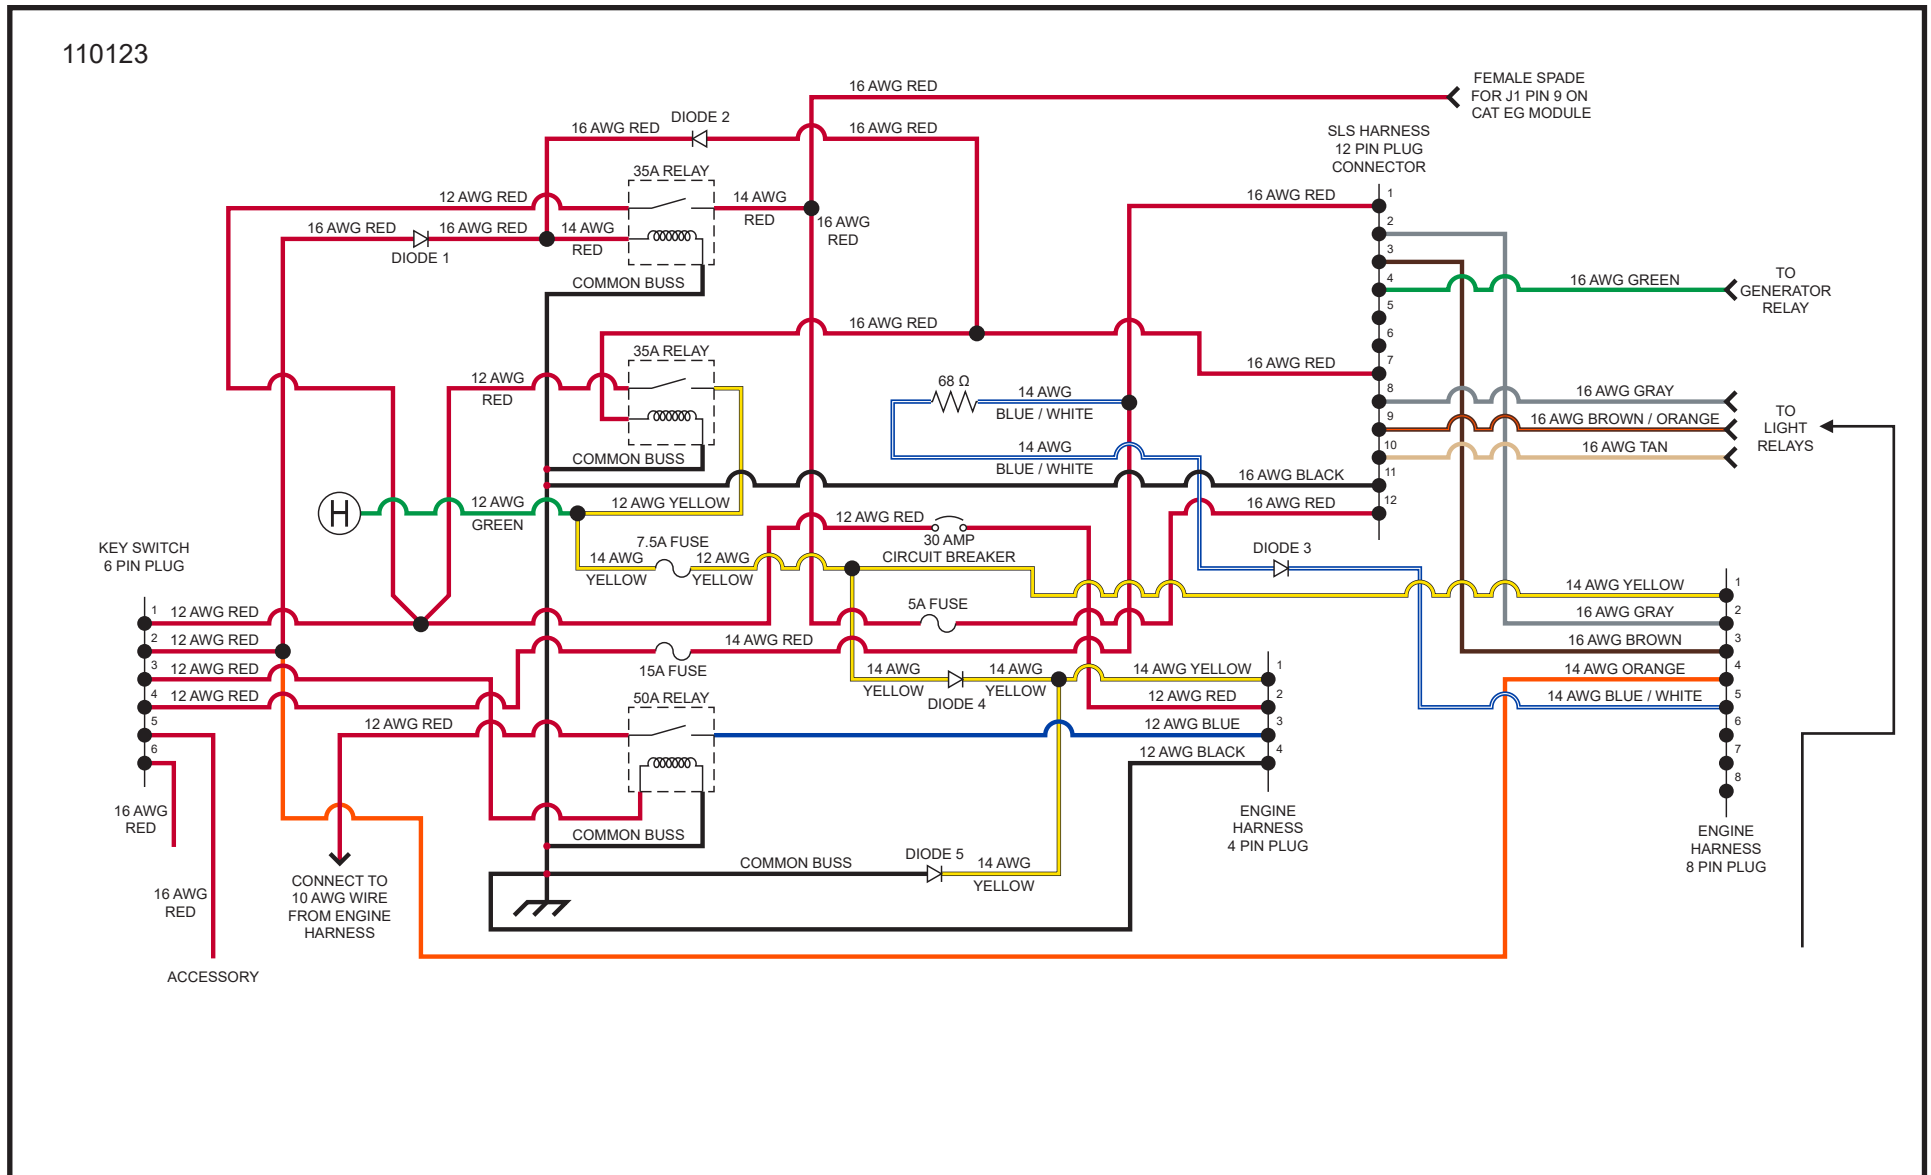 110123
16 AWG RED
FEMALE SPADE
FOR J1 PIN 9 ON
CAT EG MODULE
DIODE 2
16 AWG RED
16 AWG RED
SLS HARNESS
12 PIN PLUG
CONNECTOR
35A RELAY
12 AWG RED
14 AWG
RED
16 AWG
RED
16 AWG RED
16 AWG RED
14 AWG
RED
DIODE 1
COMMON BUSS
16 AWG RED
1
2
3
4
5
6
7
8
9
10
11
12
16 AWG GREEN
TO
GENERATOR
RELAY
16 AWG RED
16 AWG RED
35A RELAY
12 AWG
RED
COMMON BUSS
68 Ω
14 AWG
BLUE / WHITE
14 AWG
BLUE / WHITE
16 AWG GRAY
16 AWG BROWN / ORANGE
16 AWG TAN
TO
LIGHT
RELAYS
16 AWG BLACK
16 AWG RED
H
12 AWG
GREEN
12 AWG YELLOW
12 AWG RED
30 AMP
CIRCUIT BREAKER
7.5A FUSE
14 AWG
YELLOW
12 AWG
YELLOW
DIODE 3
KEY SWITCH
6 PIN PLUG
1
2
3
4
5
6
12 AWG RED
12 AWG RED
12 AWG RED
12 AWG RED
5A FUSE
14 AWG RED
15A FUSE
14 AWG YELLOW
16 AWG GRAY
16 AWG BROWN
14 AWG ORANGE
14 AWG BLUE / WHITE
1
2
3
4
5
6
7
8
14 AWG
YELLOW
14 AWG
YELLOW
DIODE 4
14 AWG YELLOW
12 AWG RED
12 AWG BLUE
12 AWG BLACK
1
2
3
4
50A RELAY
12 AWG RED
COMMON BUSS
16 AWG
RED
16 AWG
RED
ACCESSORY
CONNECT TO
10 AWG WIRE
FROM ENGINE
HARNESS
COMMON BUSS
DIODE 5
14 AWG
YELLOW
ENGINE
HARNESS
4 PIN PLUG
ENGINE
HARNESS
8 PIN PLUG